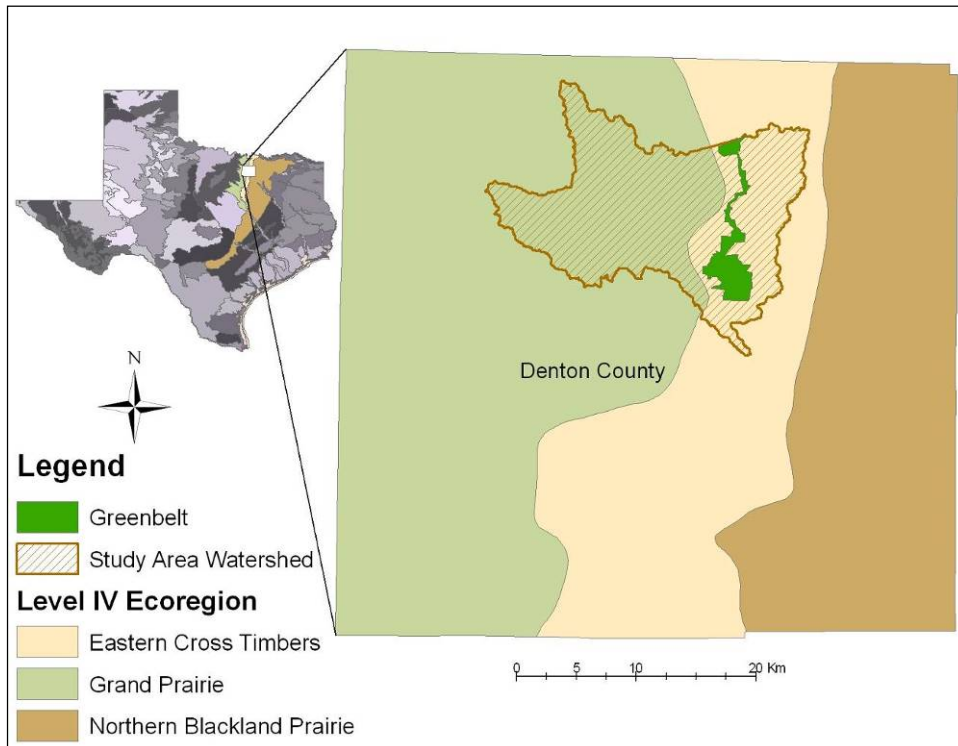 N
Denton County
Legend
Greenbelt
Study Area Watershed
Level IV Ecoregion
Eastern Cross Timbers
Grand Prairie
Northern Blackland Prairie
0 5 10 20 Km